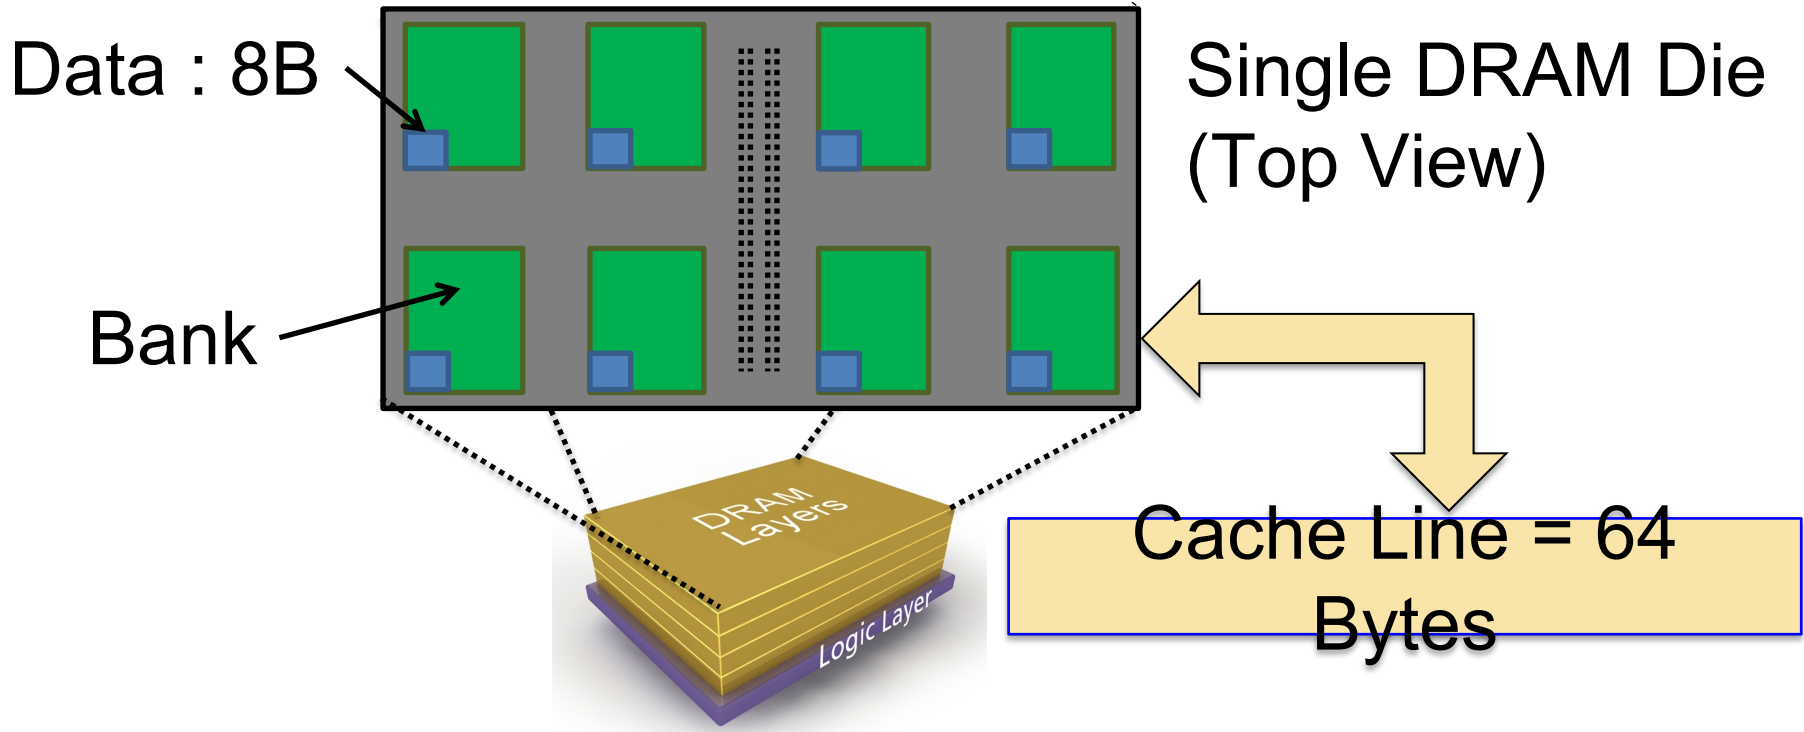 Data : 8B
Single DRAM Die
(Top View)
Bank
Cache Line = 64
Bytes
DRAM
Layers
Logic Layer